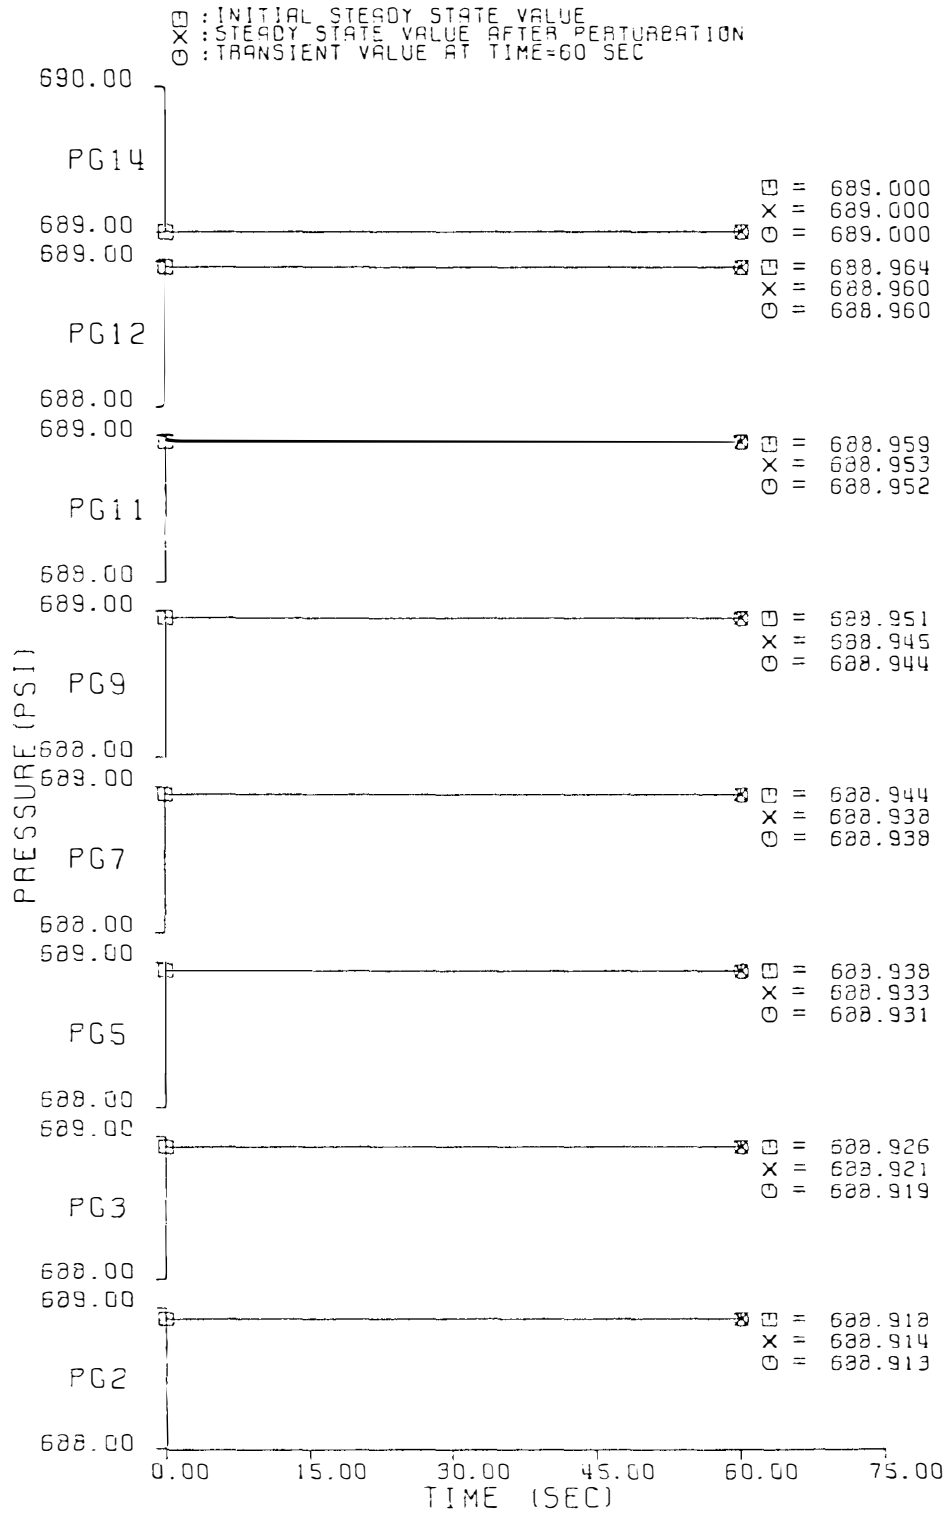 : INITIAL STEADY STATE VALUE
X : STEADY STATE VALUE AFTER PERTURBATION
: TRANSIENT VALUE AT TIME=60 SEC
690.00
PG14
689.00
= 689.000
X = 689.000
= 689.000
689.00
PG12
688.00
= 688.964
X = 688.960
= 688.960
689.00
PG11
688.00
= 688.959
X = 688.953
= 688.952
689.00
PG9
688.00
= 688.951
X = 688.945
= 688.944
689.00
PG7
688.00
= 688.944
X = 688.938
= 688.938
689.00
PG5
688.00
= 688.938
X = 688.933
= 688.931
689.00
PG3
688.00
= 688.926
X = 688.921
= 688.919
689.00
PG2
688.00
= 688.918
X = 688.914
= 688.913
PRESSURE (PSI)
0.00 15.00 30.00 45.00 60.00 75.00
TIME (SEC)